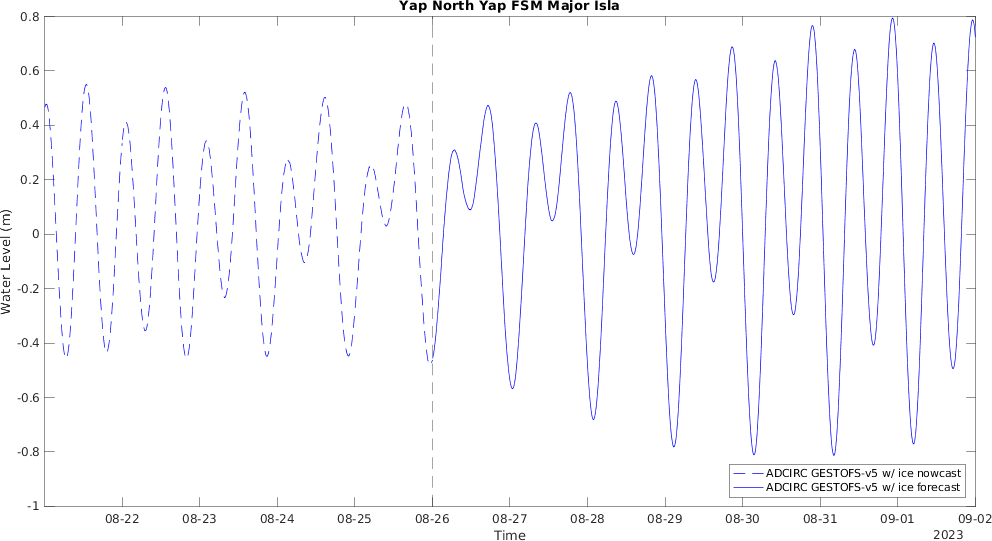 Yap North Yap FSM Major Isla
Water Level (m)
0.8
0.6
0.4
0.2
0
-0.2
-0.4
-0.6
-0.8
-1
ADCIRC GESTOFS-v5 w/ ice nowcast
ADCIRC GESTOFS-v5 w/ ice forecast
08-22 08-23 08-24 08-25 08-26 08-27 08-28 08-29 08-30 08-31 09-01 09-02
Time
2023